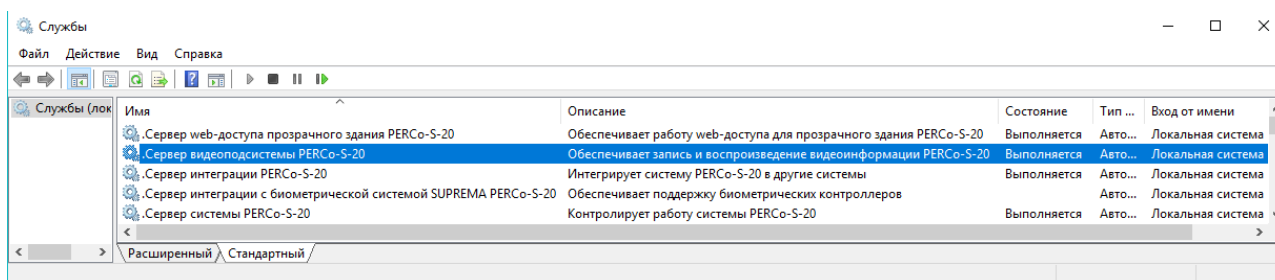 Службы
Файл Действие Вид Справка
Службы (лок
Имя Описание Состояние Тип ... Вход от имени
.Сервер web-доступа прозрачного здания PERCo-S-20 Обеспечивает работу web-доступа для прозрачного здания PERCo-S-20 Выполняется Авто... Локальная система
.Сервер видеоподсистемы PERCo-S-20 Обеспечивает запись и воспроизведение видеоинформации PERCo-S-20 Выполняется Авто... Локальная система
.Сервер интеграции PERCo-S-20 Интегрирует систему PERCo-S-20 в другие системы Выполняется Авто... Локальная система
.Сервер интеграции с биометрической системой SUPREMA PERCo-S-20 Обеспечивает поддержку биометрических контроллеров Авто... Локальная система
.Сервер системы PERCo-S-20 Контролирует работу системы PERCo-S-20 Выполняется Авто... Локальная система
Расширенный Стандартный